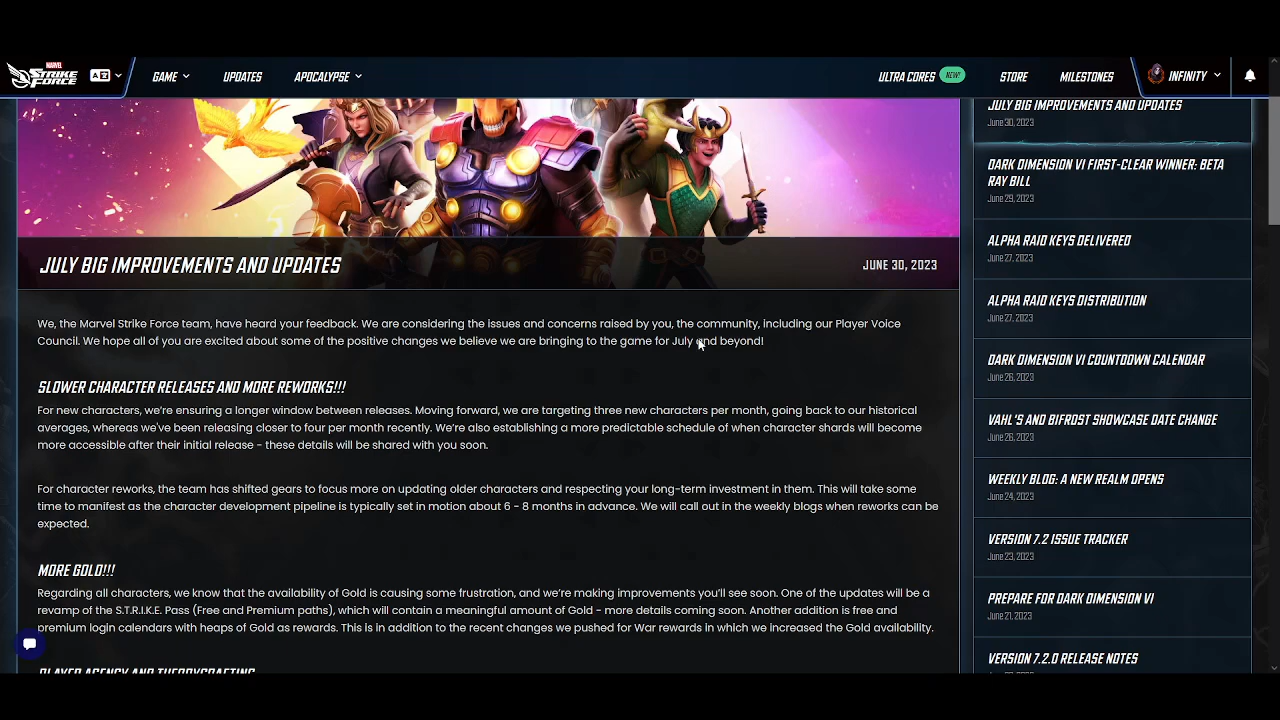 MARVEL
STRIKE
FORCE
GAME
UPDATES
APOCALYPSE
ULTRA CORES NEW!
STORE
MILESTONES
INFINITY
JULY BIG IMPROVEMENTS AND UPDATES
JUNE 30, 2023
We, the Marvel Strike Force team, have heard your feedback. We are considering the issues and concerns raised by you, the community, including our Player Voice
Council. We hope all of you are excited about some of the positive changes we believe we are bringing to the game for July and beyond!
SLOWER CHARACTER RELEASES AND MORE REWORKS!!!
For new characters, we're ensuring a longer window between releases. Moving forward, we are targeting three new characters per month, going back to our historical
averages, whereas we've been releasing closer to four per month recently. We're also establishing a more predictable schedule of when character shards will become
more accessible after their initial release - these details will be shared with you soon.
For character reworks, the team has shifted gears to focus more on updating older characters and respecting your long-term investment in them. This will take some
time to manifest as the character development pipeline is typically set in motion about 6 - 8 months in advance. We will call out in the weekly blogs when reworks can be
expected.
MORE GOLD!!!
Regarding all characters, we know that the availability of Gold is causing some frustration, and we're making improvements you'll see soon. One of the updates will be a
revamp of the S.T.R.I.K.E. Pass (Free and Premium paths), which will contain a meaningful amount of Gold - more details coming soon. Another addition is free and
premium login calendars with heaps of Gold as rewards. This is in addition to the recent changes we pushed for War rewards in which we increased the Gold availability.
PLAYER AGENCY AND THEORYCRAFTING
JULY BIG IMPROVEMENTS AND UPDATES
June 30, 2023
DARK DIMENSION VI FIRST-CLEAR WINNER: BETA
RAY BILL
June 29, 2023
ALPHA RAID KEYS DELIVERED
June 27, 2023
ALPHA RAID KEYS DISTRIBUTION
June 27, 2023
DARK DIMENSION VI COUNTDOWN CALENDAR
June 26, 2023
VAHL'S AND BIFROST SHOWCASE DATE CHANGE
June 26, 2023
WEEKLY BLOG: A NEW REALM OPENS
June 24, 2023
VERSION 7.2 ISSUE TRACKER
June 23, 2023
PREPARE FOR DARK DIMENSION VI
June 21, 2023
VERSION 7.2.0 RELEASE NOTES